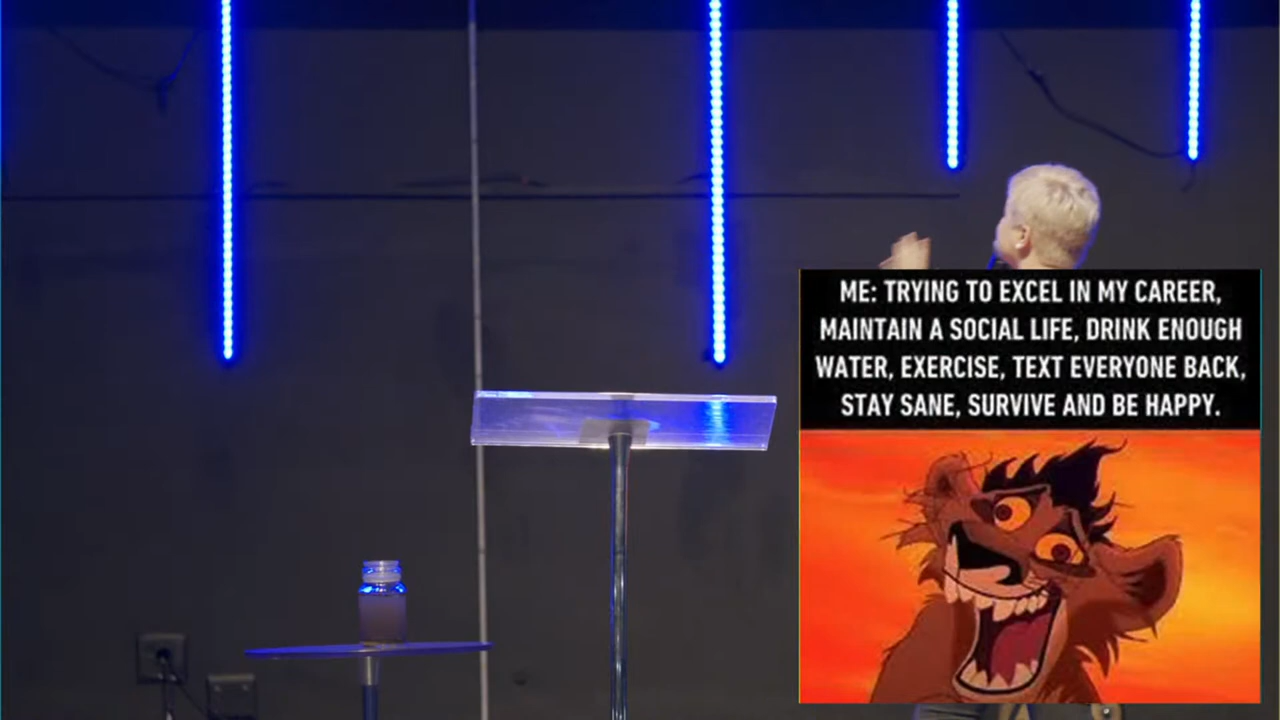 ME: TRYING TO EXCEL IN MY CAREER,
MAINTAIN A SOCIAL LIFE, DRINK ENOUGH
WATER, EXERCISE, TEXT EVERYONE BACK,
STAY SANE, SURVIVE AND BE HAPPY.